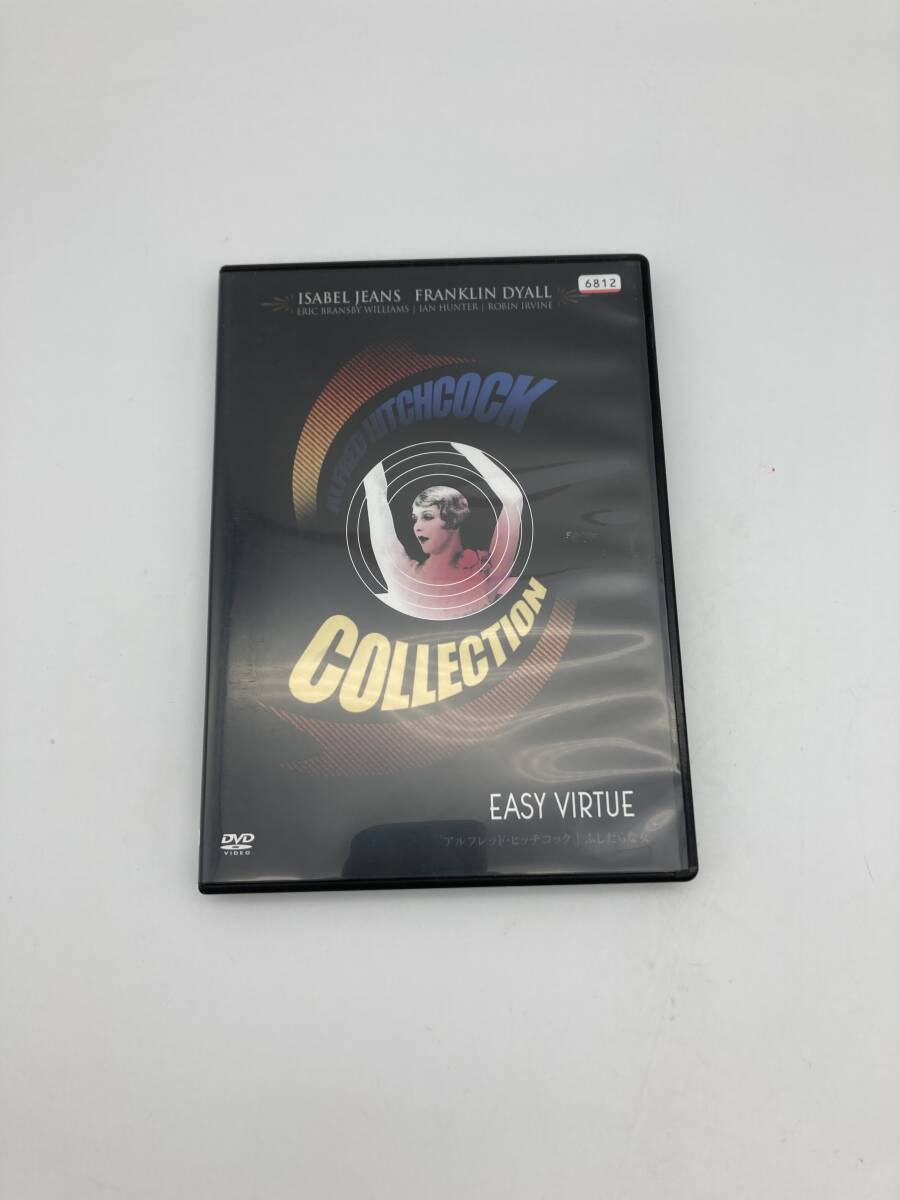 ISABEL JEANS FRANKLIN DYALL
6812
ERIC BRANSBY WILLIAMS | IAN HUNTER | ROBIN IRVINE
ALFRED HITCHCOCK
COLLECTION
EASY VIRTUE
DVD
VIDEO
アルフレッド・ヒッチコック | ふしだらな女